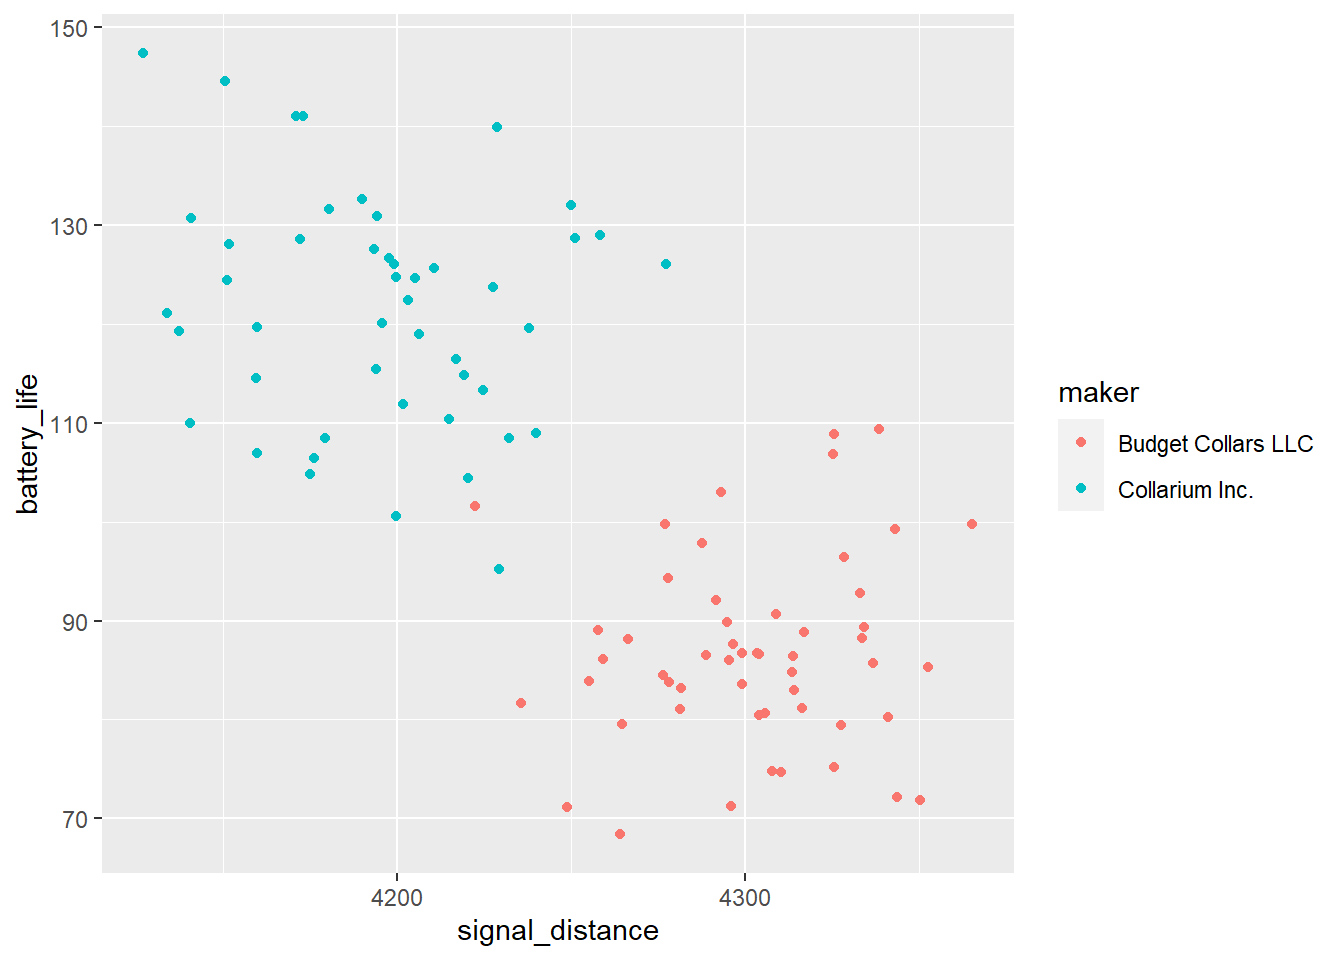 150
130
110
90
70
battery_life
4200
4300
signal_distance
maker
Budget Collars LLC
Collarium Inc.